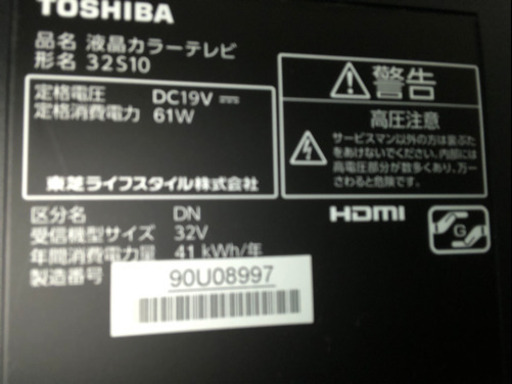 TOSHIBA
品名 液晶カラーテレビ
形名 32S10
定格電圧 DC19V ⎓
定格消費電力 61W
東芝ライフスタイル株式会社
警告
高圧注意
サービスマン以外の方は裏ぶた
をあけないでください。内部には
高電圧部分が数多くあり、万一
さわると危険です。
区分名 DN
受信機型サイズ 32V
年間消費電力量 41 kWh/年
製造番号 90U08997
HDMI
G